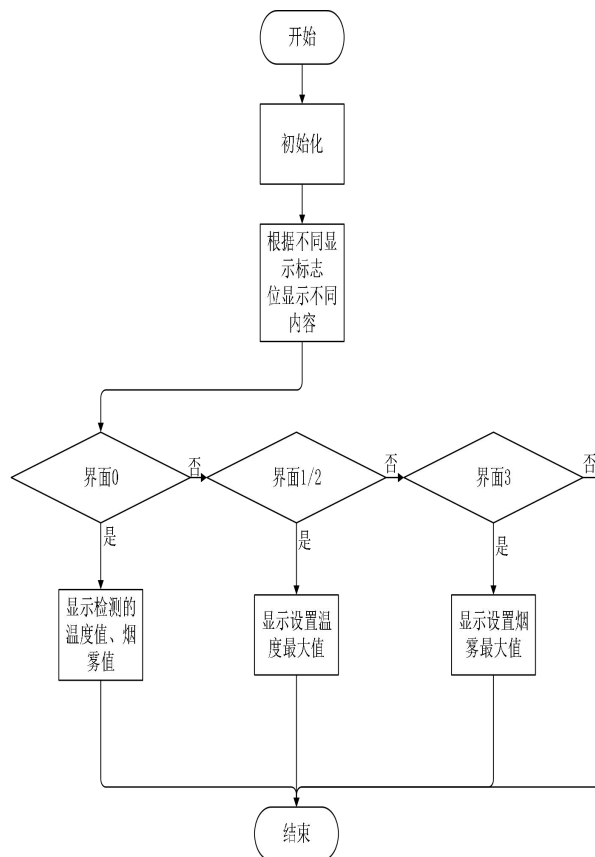 开始
初始化
根据不同显
示标志
位显示不同
内容
界面0
否
界面1/2
否
界面3
否
是
是
是
显示检测的
温度值、烟
雾值
显示设置温
度最大值
显示设置烟
雾最大值
结束